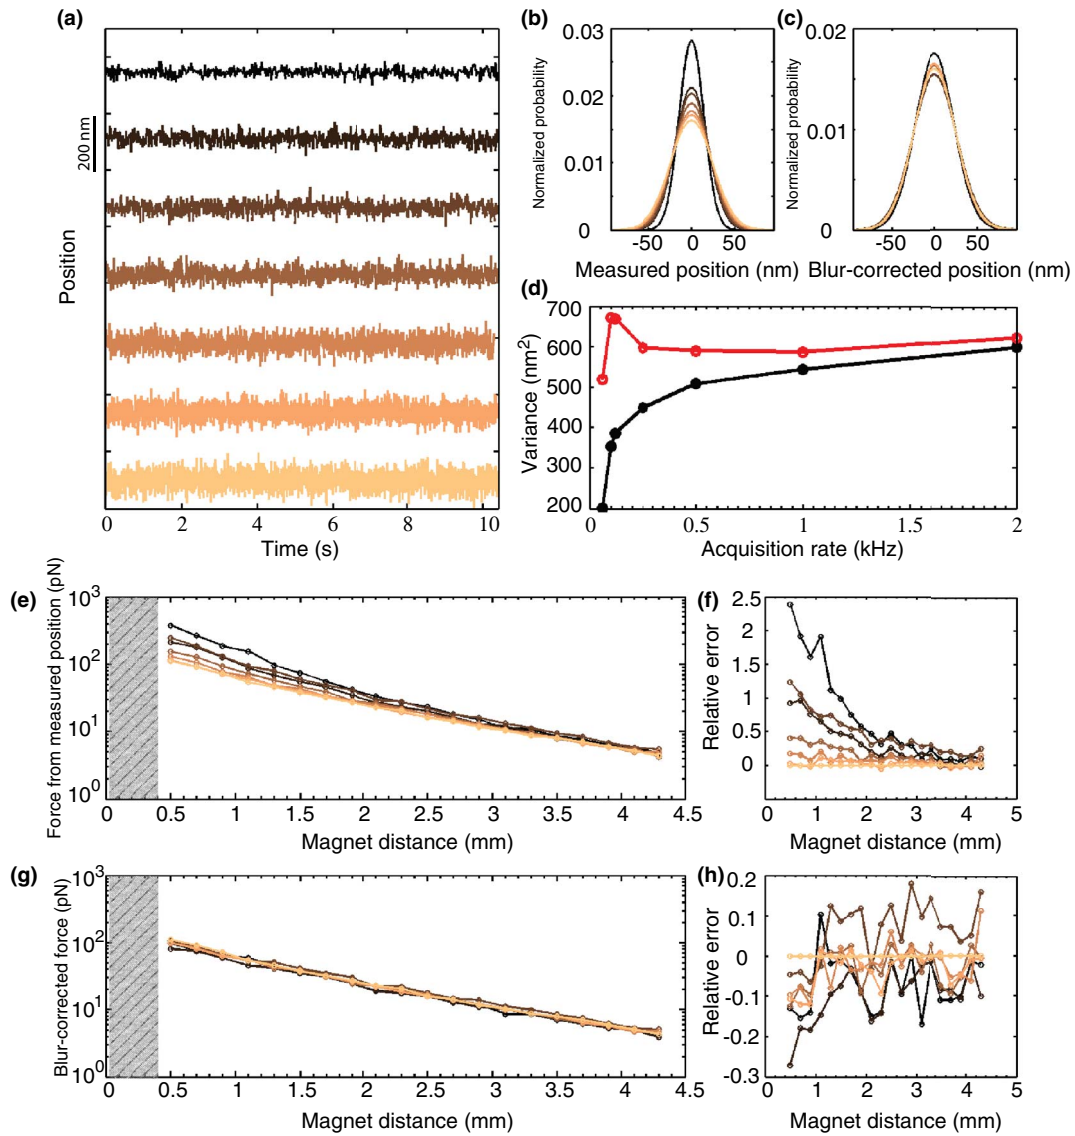 (a)
200 nm
Position
0 2 4 6 8 10
Time (s)
(b)
Normalized probability
0.03
0.02
0.01
0
-50 0 50
Measured position (nm)
(c)
Normalized probability
0.02
0.01
0
-50 0 50
Blur-corrected position (nm)
(d)
Variance (nm²)
700
600
500
400
300
200
0 0.5 1 1.5 2
Acquisition rate (kHz)
(e)
Force from measured position (pN)
10³
10²
10¹
10⁰
0 0.5 1 1.5 2 2.5 3 3.5 4 4.5
Magnet distance (mm)
(f)
Relative error
2.5
2
1.5
1
0.5
0
0 1 2 3 4 5
Magnet distance (mm)
(g)
Blur-corrected force (pN)
10³
10²
10¹
10⁰
0 0.5 1 1.5 2 2.5 3 3.5 4 4.5
Magnet distance (mm)
(h)
Relative error
0.2
0.1
0
-0.1
-0.2
-0.3
0 1 2 3 4 5
Magnet distance (mm)